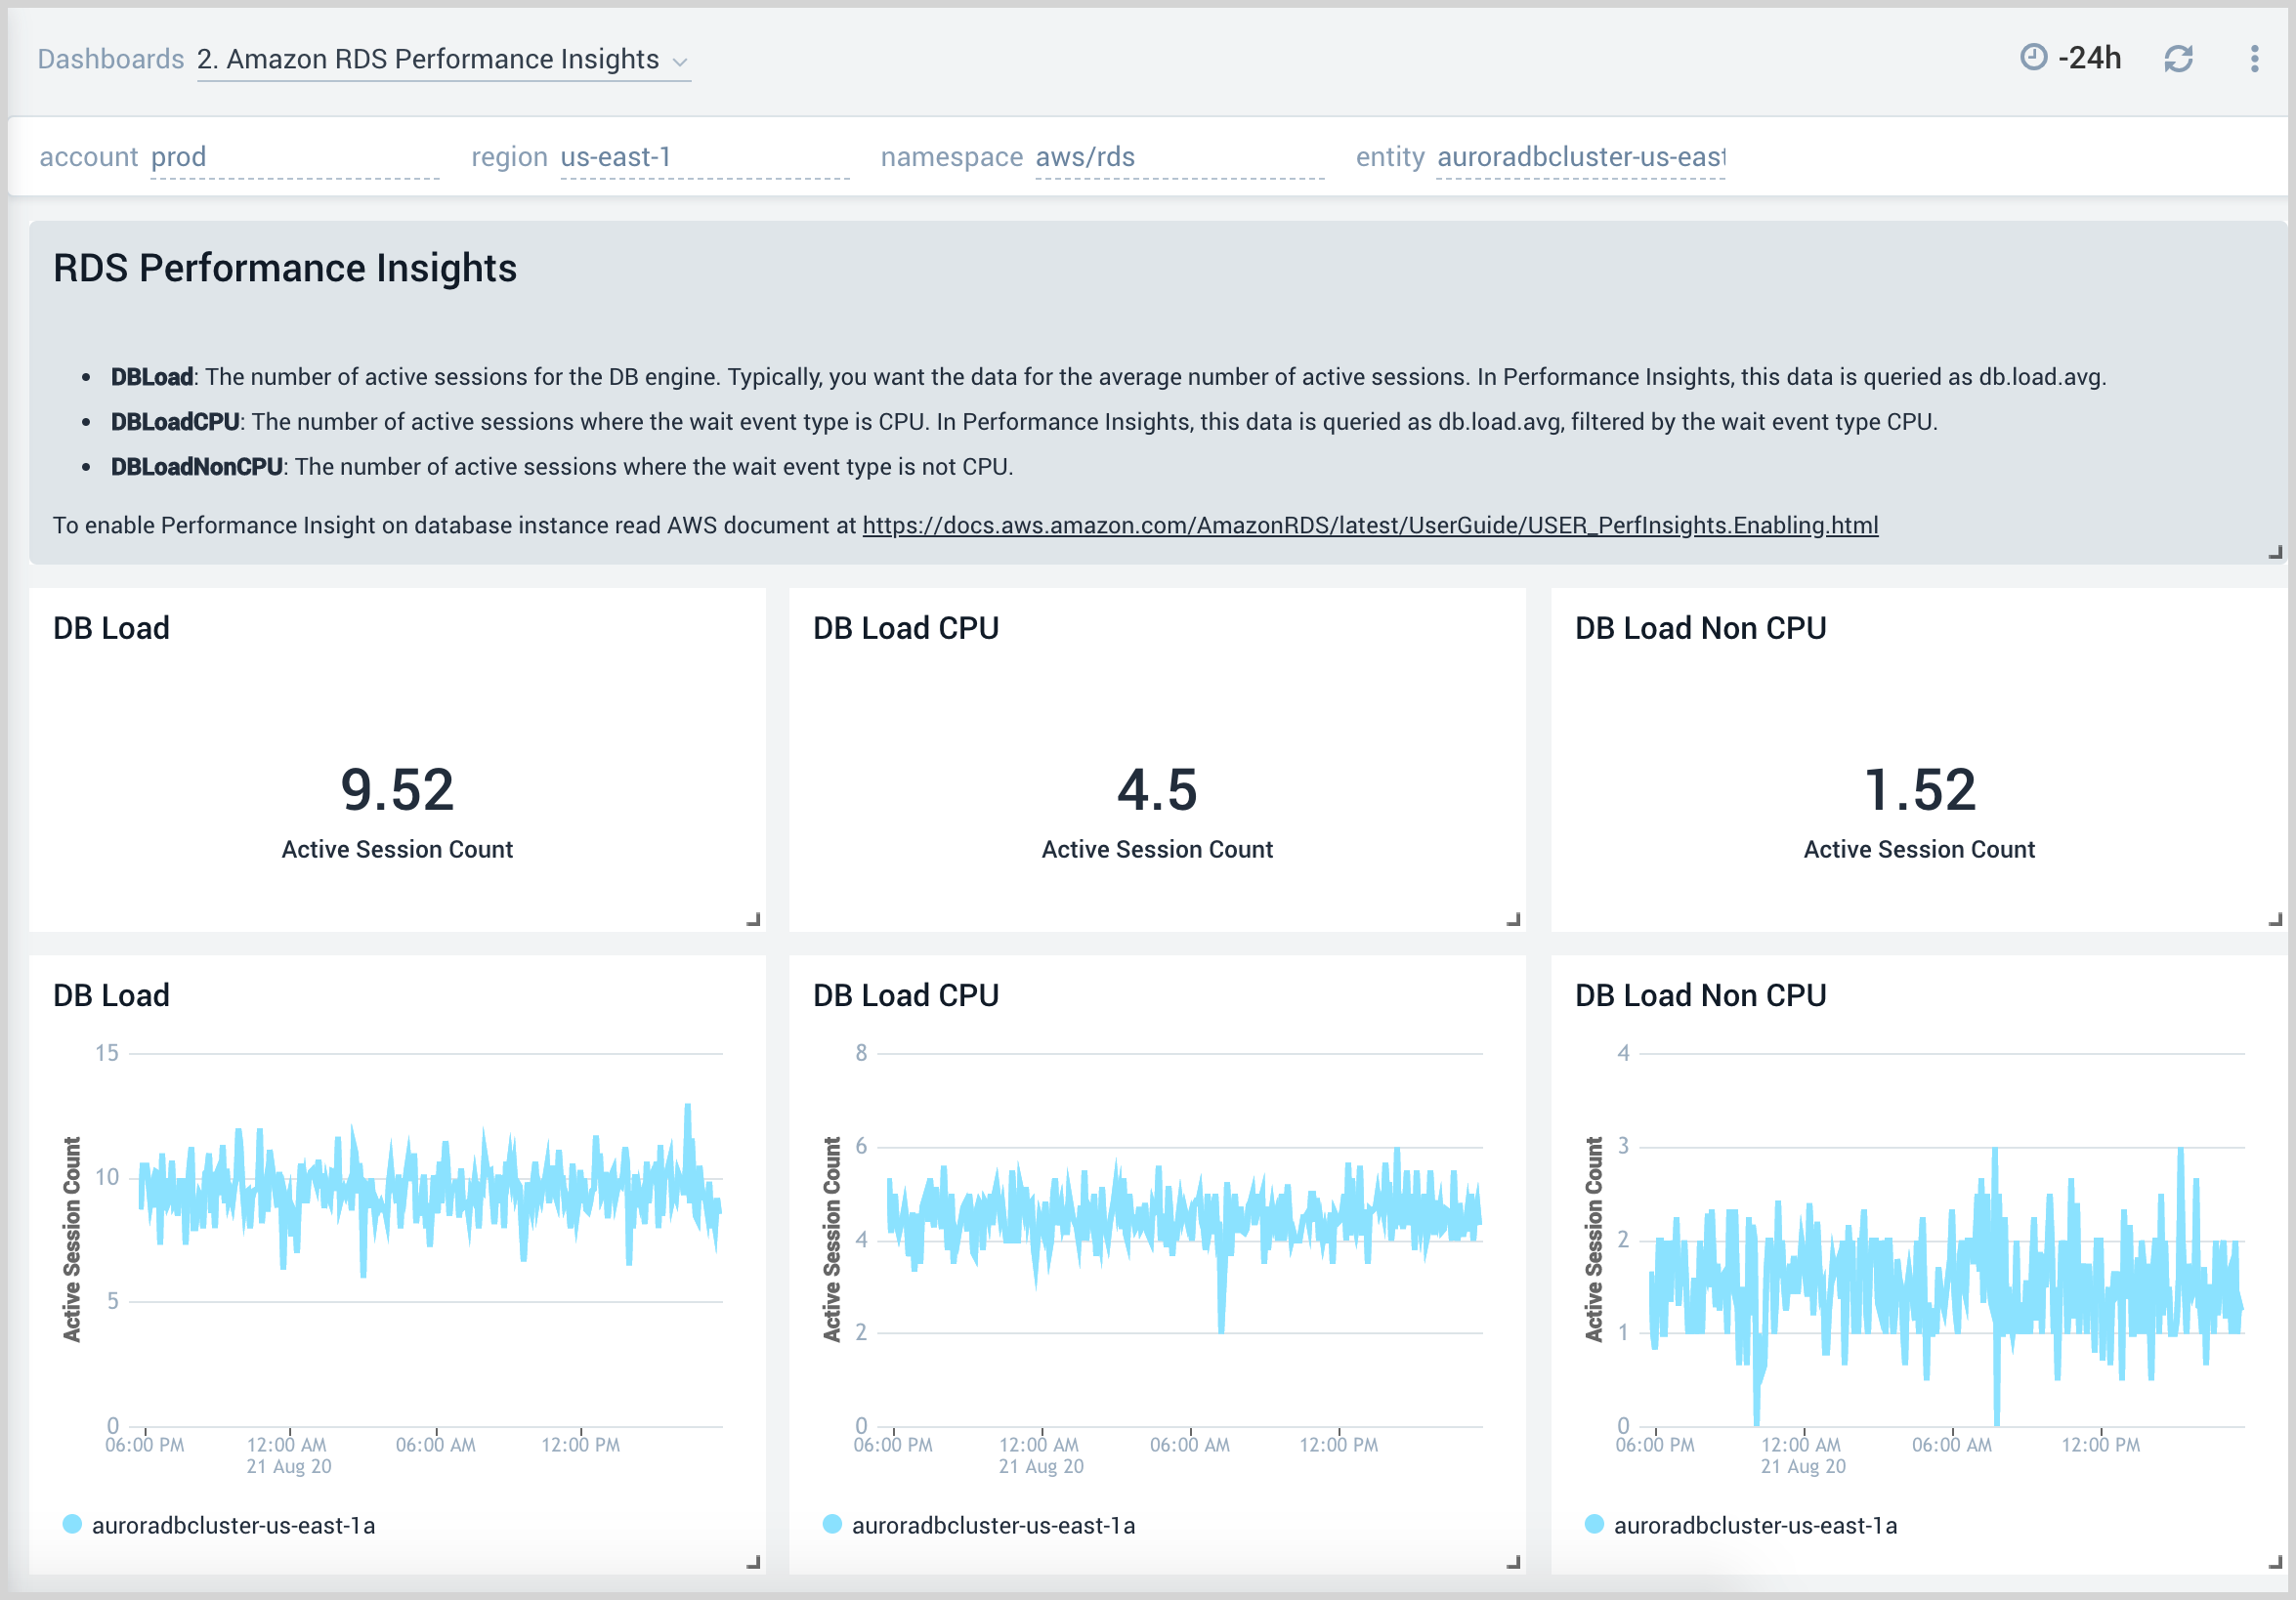 Dashboards 2. Amazon RDS Performance Insights
-24h
account prod region us-east-1 namespace aws/rds entity auroradbcluster-us-east
RDS Performance Insights
• DBLoad: The number of active sessions for the DB engine. Typically, you want the data for the average number of active sessions. In Performance Insights, this data is queried as db.load.avg.
• DBLoadCPU: The number of active sessions where the wait event type is CPU. In Performance Insights, this data is queried as db.load.avg, filtered by the wait event type CPU.
• DBLoadNonCPU: The number of active sessions where the wait event type is not CPU.
To enable Performance Insight on database instance read AWS document at https://docs.aws.amazon.com/AmazonRDS/latest/UserGuide/USER_PerfInsights.Enabling.html
DB Load
9.52
Active Session Count
DB Load CPU
4.5
Active Session Count
DB Load Non CPU
1.52
Active Session Count
DB Load
Active Session Count
15
10
5
0
06:00 PM 12:00 AM 06:00 AM 12:00 PM
21 Aug 20
auroradbcluster-us-east-1a
DB Load CPU
Active Session Count
8
6
4
2
0
06:00 PM 12:00 AM 06:00 AM 12:00 PM
21 Aug 20
auroradbcluster-us-east-1a
DB Load Non CPU
Active Session Count
4
3
2
1
0
06:00 PM 12:00 AM 06:00 AM 12:00 PM
21 Aug 20
auroradbcluster-us-east-1a